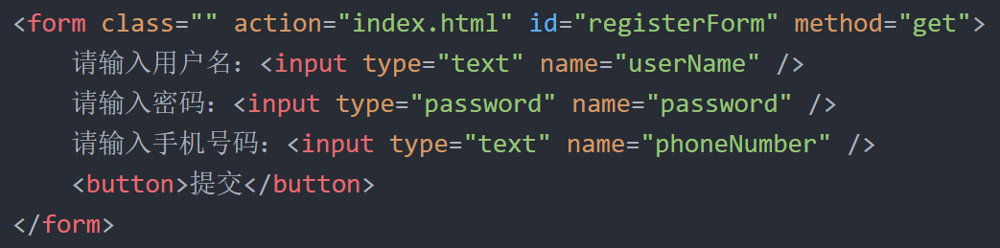 <form class="" action="index.html" id="registerForm" method="get">
请输入用户名：<input type="text" name="userName" />
请输入密码：<input type="password" name="password" />
请输入手机号码：<input type="text" name="phoneNumber" />
<button>提交</button>
</form>